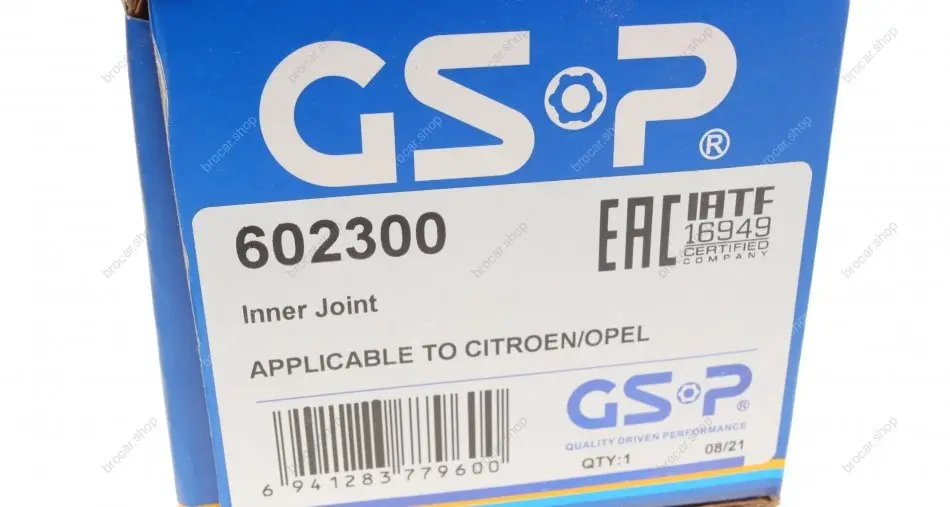 GSP®
602300
EAC
IATF
16949
CERTIFIED
COMPANY
Inner Joint
APPLICABLE TO CITROEN/OPEL
GSP®
QUALITY DRIVEN PERFORMANCE
QTY:1
08/21
6 941283 779600
brocar.shop